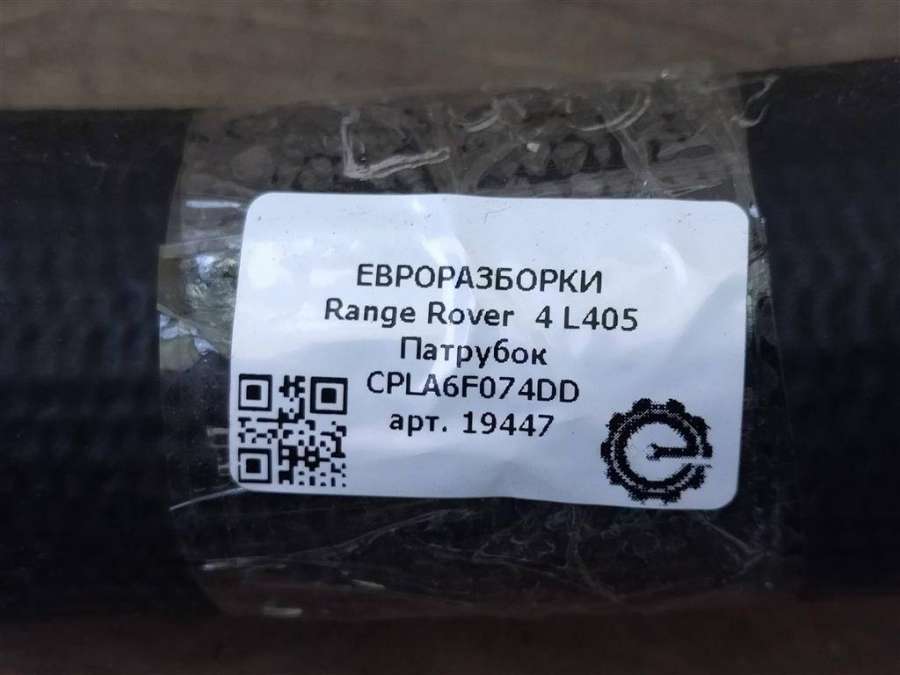 ЕВРОРАЗБОРКИ
Range Rover 4 L405
Патрубок
CPLA6F074DD
арт. 19447